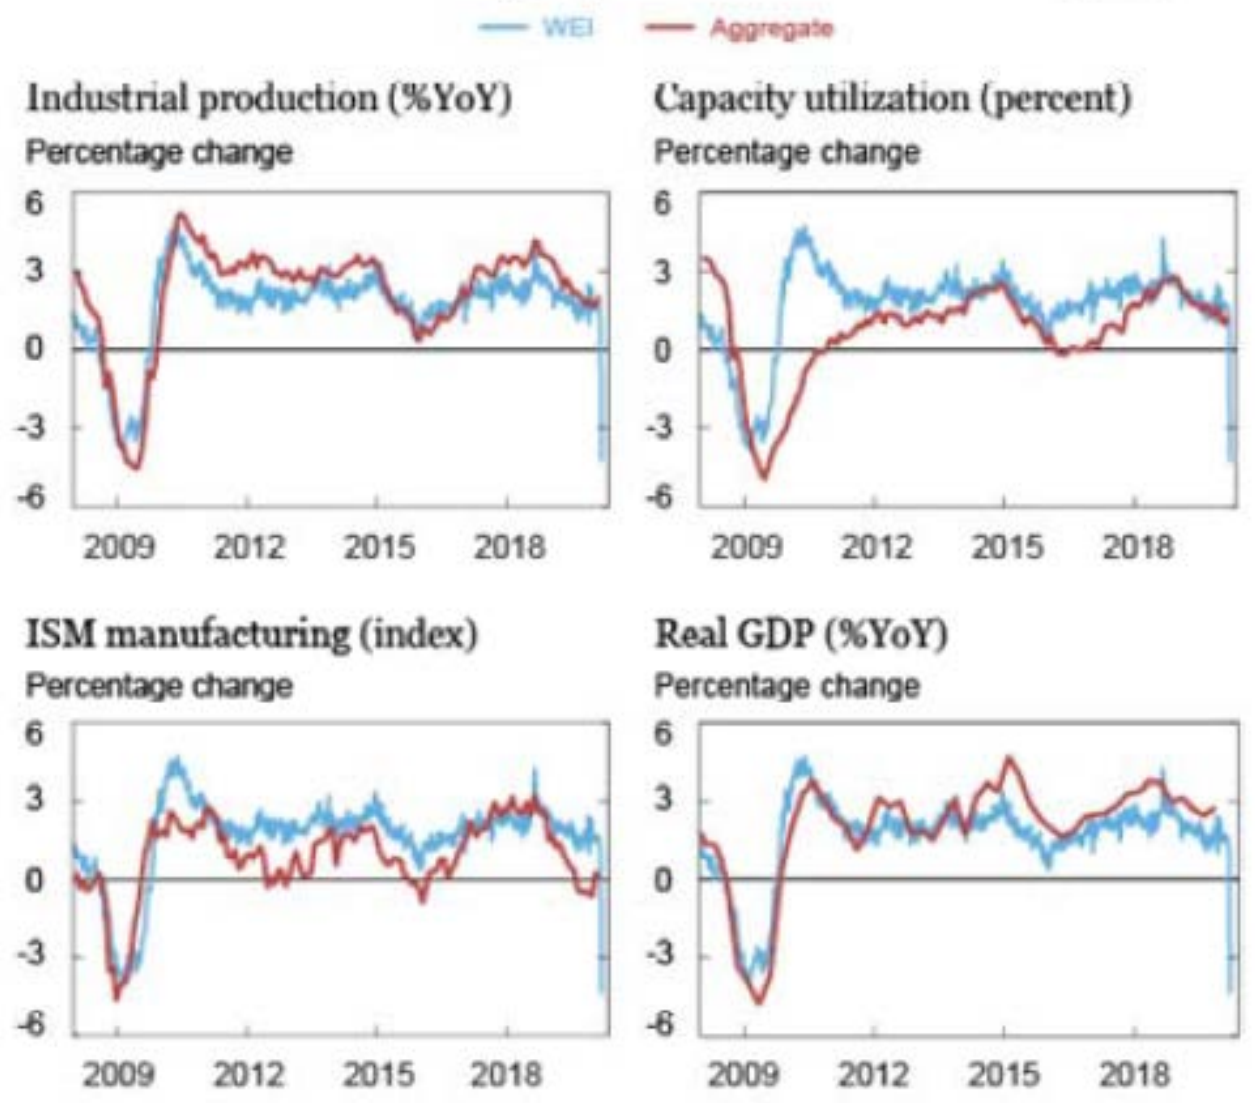 WEI Aggregate
Industrial production (%YoY)
Percentage change
6
3
0
-3
-6
2009 2012 2015 2018
Capacity utilization (percent)
Percentage change
6
3
0
-3
-6
2009 2012 2015 2018
ISM manufacturing (index)
Percentage change
6
3
0
-3
-6
2009 2012 2015 2018
Real GDP (%YoY)
Percentage change
6
3
0
-3
-6
2009 2012 2015 2018